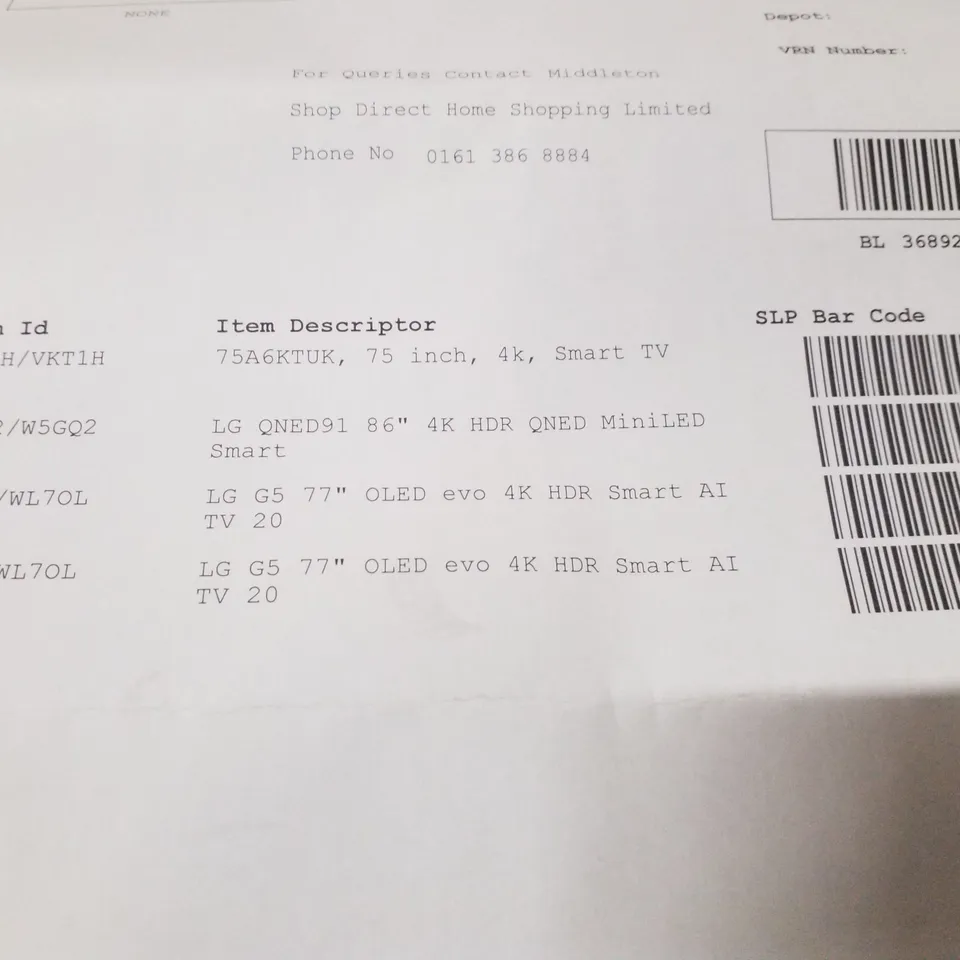 NONE
Depot:
VRN Number:
For Queries Contact Middleton
Shop Direct Home Shopping Limited
Phone No 0161 386 8884
BL 36892
Id Item Descriptor SLP Bar Code
H/VKT1H 75A6KTUK, 75 inch, 4k, Smart TV
/W5GQ2 LG QNED91 86" 4K HDR QNED MiniLED
Smart
/WL7OL LG G5 77" OLED evo 4K HDR Smart AI
TV 20
WL7OL LG G5 77" OLED evo 4K HDR Smart AI
TV 20